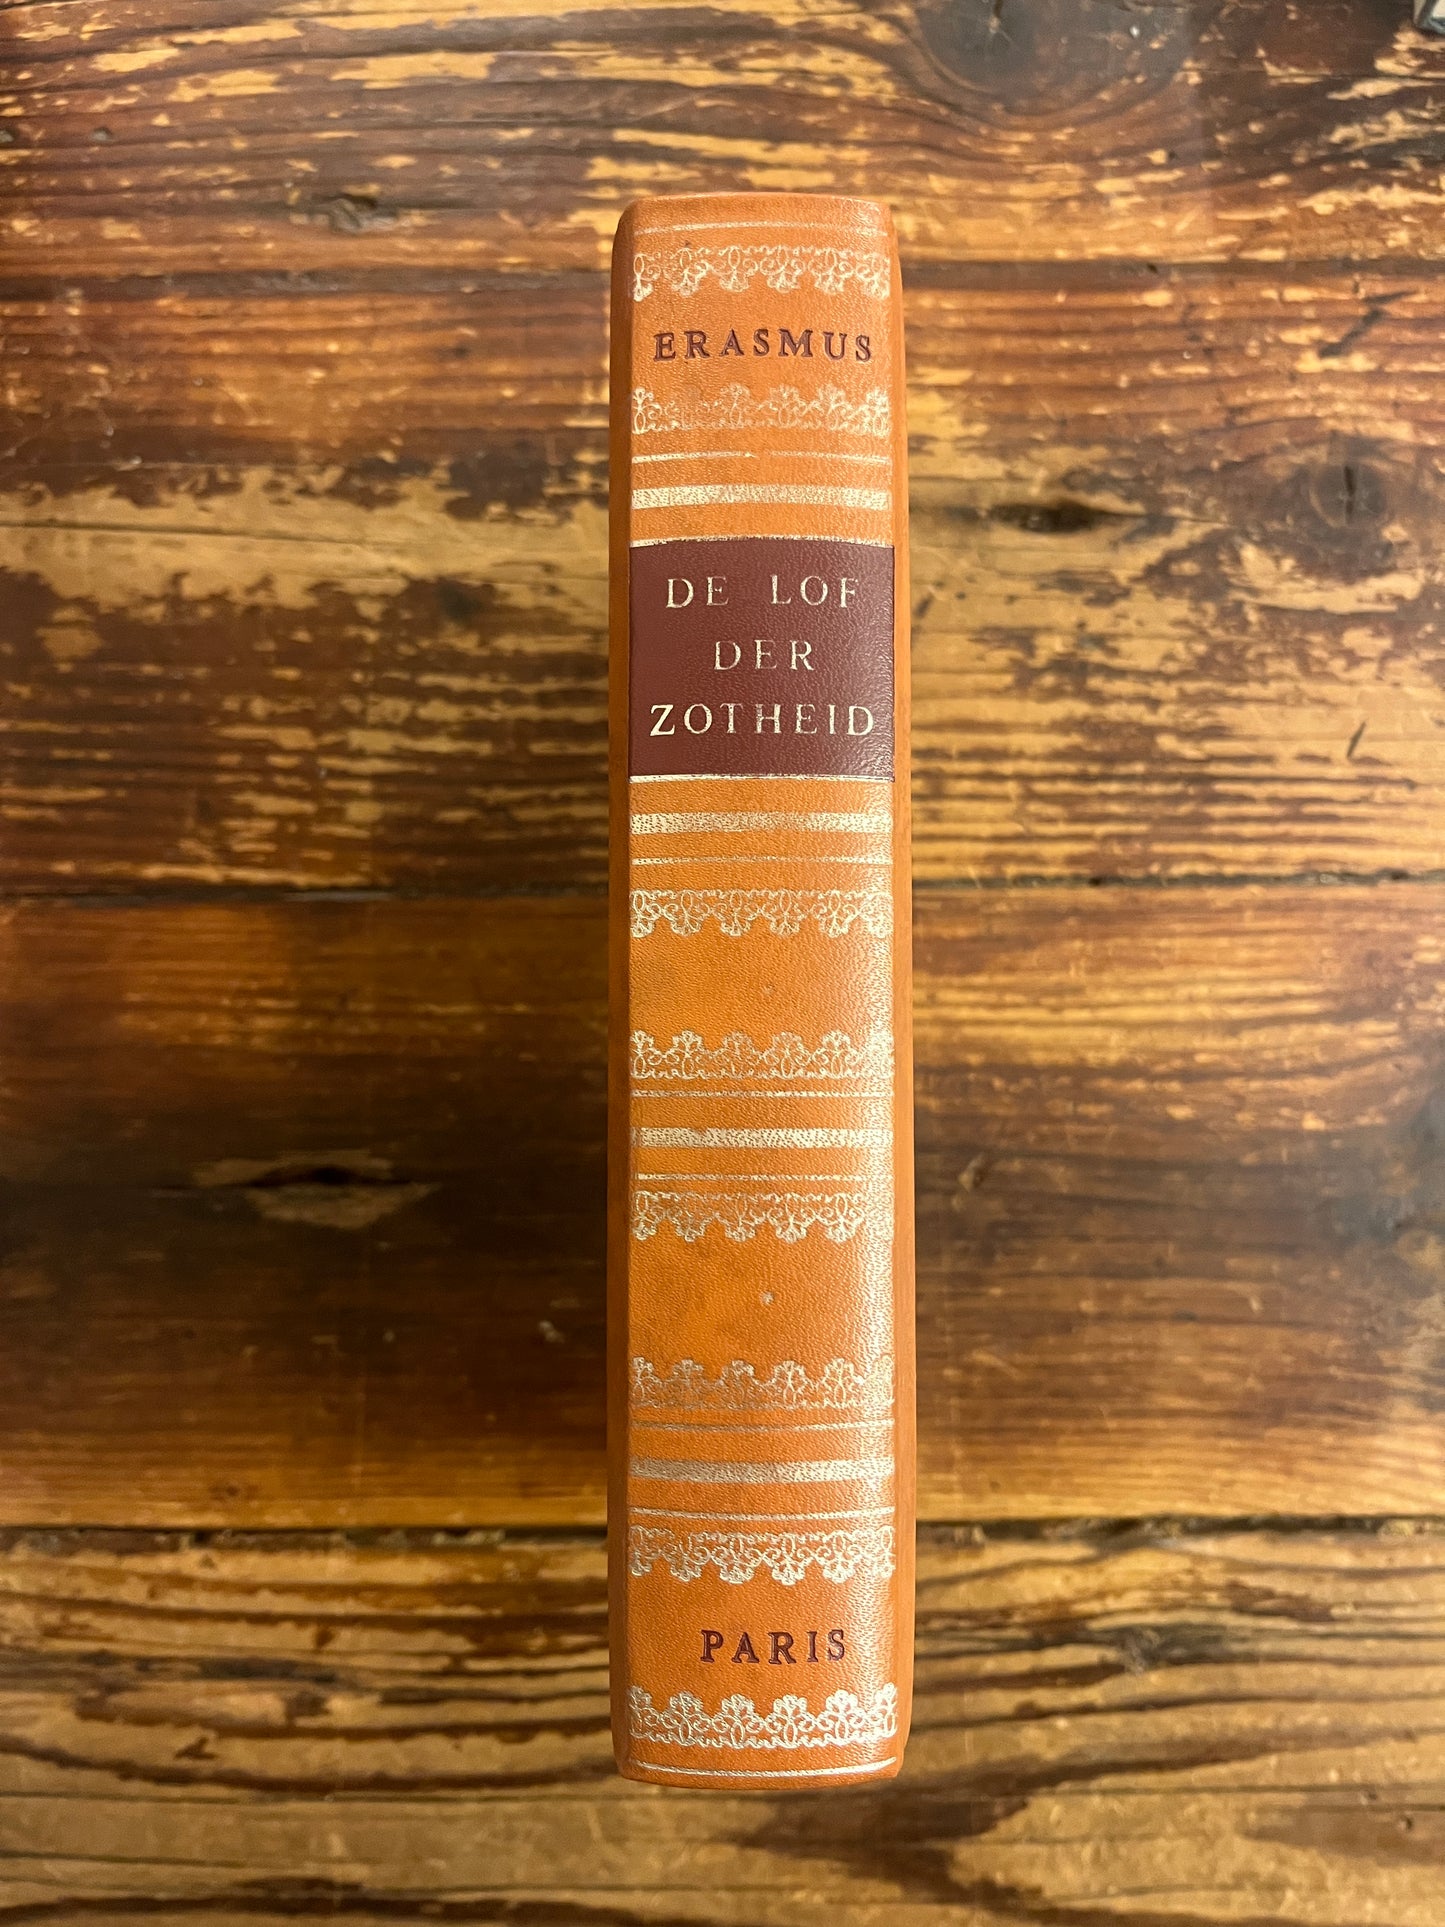 ERASMUS
DE LOF
DER
ZOTHEID
PARIS